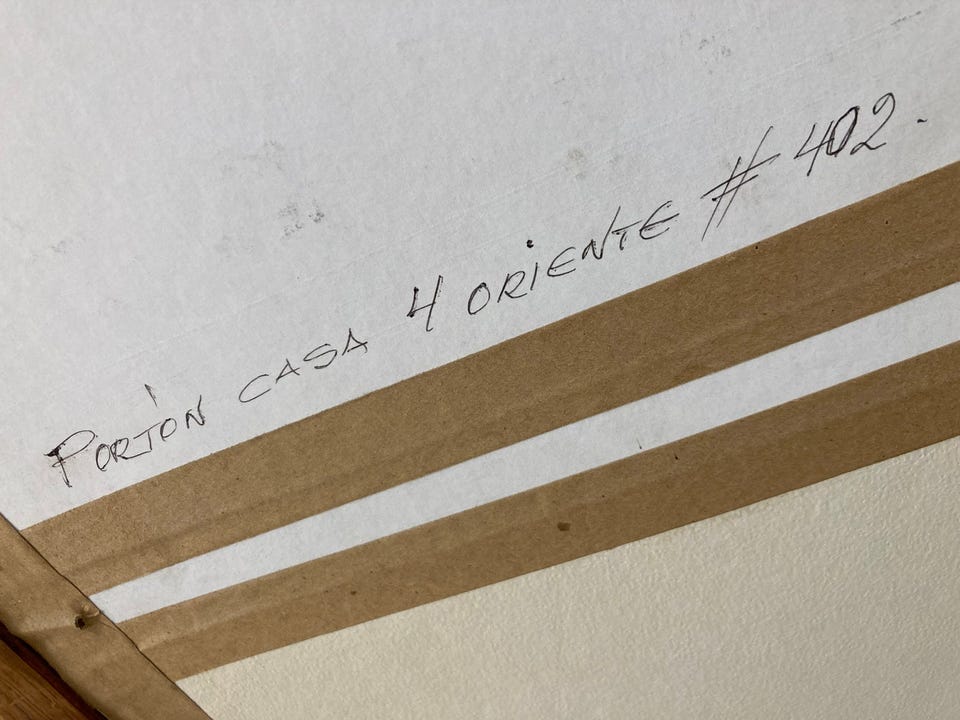 PORTÓN CASA 4 ORIENTE # 402.